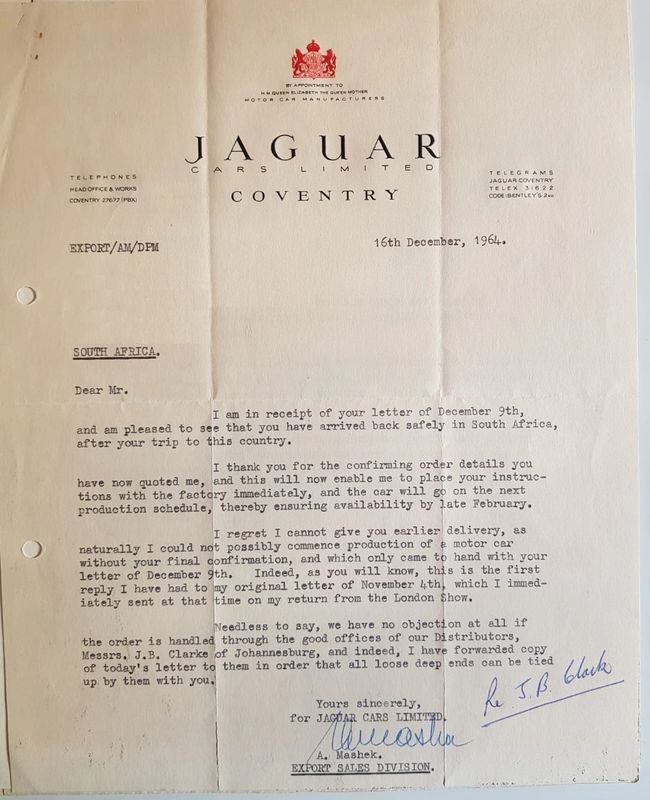 BY APPOINTMENT TO
H.M. QUEEN ELIZABETH THE QUEEN MOTHER
MOTOR CAR MANUFACTURERS
JAGUAR
CARS LIMITED
COVENTRY
TELEPHONES
HEAD OFFICE & WORKS
COVENTRY 27677 (PBX)
TELEGRAMS
JAGUAR COVENTRY
TELEX 31622
CODE: BENTLEY'S 2ND
EXPORT/AM/DPM
16th December, 1964.
SOUTH AFRICA.
Dear Mr.
I am in receipt of your letter of December 9th,
and am pleased to see that you have arrived back safely in South Africa,
after your trip to this country.
I thank you for the confirming order details you
have now quoted me, and this will now enable me to place your instruc-
tions with the factory immediately, and the car will go on the next
production schedule, thereby ensuring availability by late February.
I regret I cannot give you earlier delivery, as
naturally I could not possibly commence production of a motor car
without your final confirmation, and which only came to hand with your
letter of December 9th. Indeed, as you will know, this is the first
reply I have had to my original letter of November 4th, which I immed-
iately sent at that time on my return from the London Show.
Needless to say, we have no objection at all if
the order is handled through the good offices of our Distributors,
Messrs. J.B. Clarke of Johannesburg, and indeed, I have forwarded copy
of today's letter to them in order that all loose deep ends can be tied
up by them with you.
Re J.B. Clark
Yours sincerely,
for JAGUAR CARS LIMITED.
A. Mashek.
EXPORT SALES DIVISION.